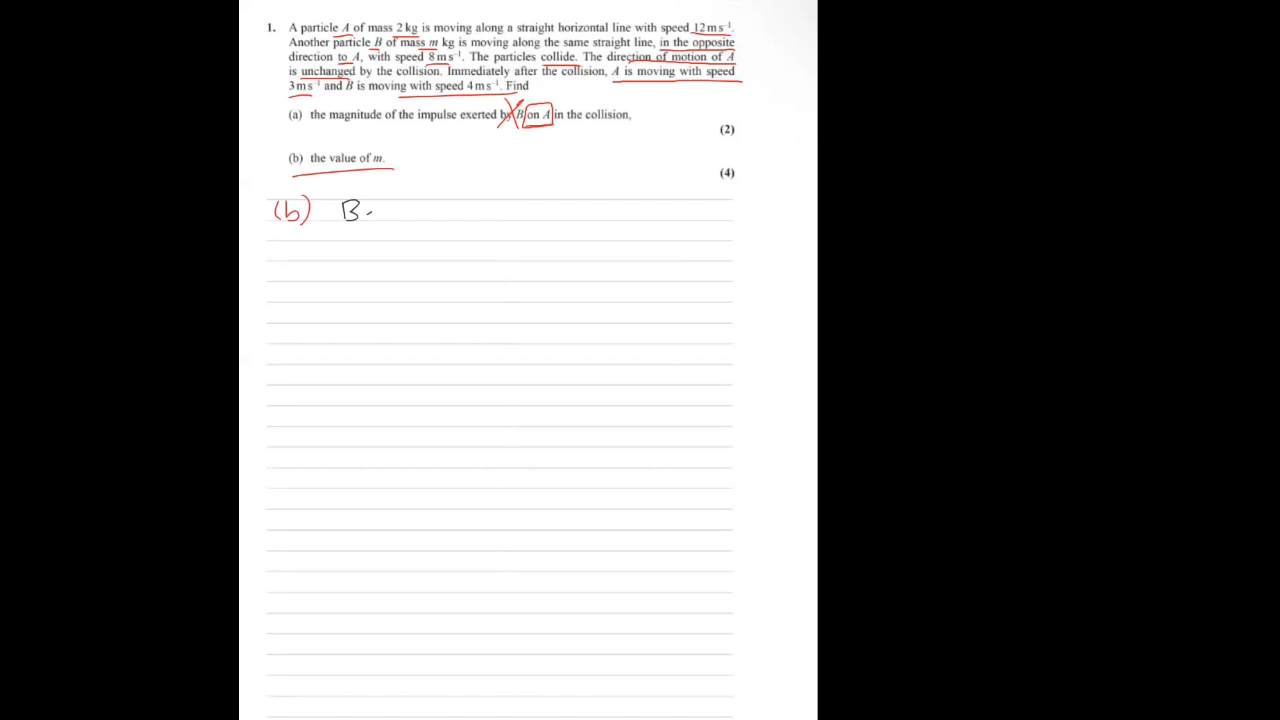 1. A particle A of mass 2 kg is moving along a straight horizontal line with speed 12 m s⁻¹.
Another particle B of mass m kg is moving along the same straight line, in the opposite
direction to A, with speed 8 m s⁻¹. The particles collide. The direction of motion of A
is unchanged by the collision. Immediately after the collision, A is moving with speed
3 m s⁻¹ and B is moving with speed 4 m s⁻¹. Find
(a) the magnitude of the impulse exerted by B on A in the collision,
(2)
(b) the value of m.
(4)
(b) B.